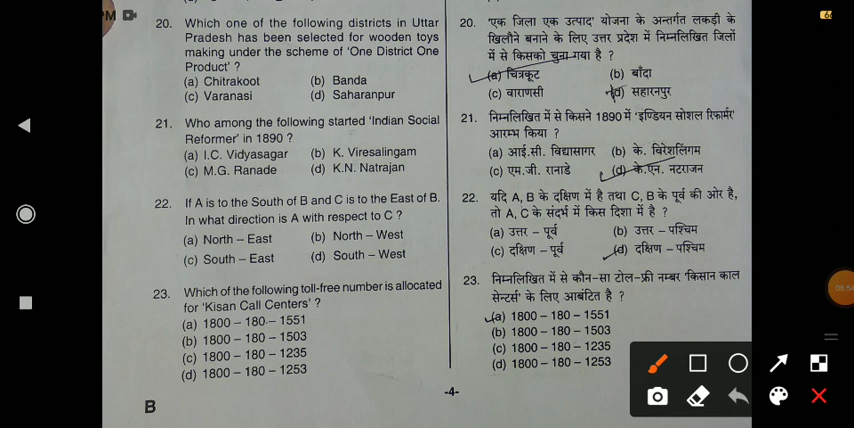 20. Which one of the following districts in Uttar
Pradesh has been selected for wooden toys
making under the scheme of 'One District One
Product' ?
(a) Chitrakoot (b) Banda
(c) Varanasi (d) Saharanpur
21. Who among the following started 'Indian Social
Reformer' in 1890 ?
(a) I.C. Vidyasagar (b) K. Viresalingam
(c) M.G. Ranade (d) K.N. Natrajan
22. If A is to the South of B and C is to the East of B.
In what direction is A with respect to C ?
(a) North – East (b) North – West
(c) South – East (d) South – West
23. Which of the following toll-free number is allocated
for 'Kisan Call Centers' ?
(a) 1800 – 180 – 1551
(b) 1800 – 180 – 1503
(c) 1800 – 180 – 1235
(d) 1800 – 180 – 1253
20. 'एक जिला एक उत्पाद' योजना के अन्तर्गत लकड़ी के
खिलौने बनाने के लिए उत्तर प्रदेश में निम्नलिखित जिलों
में से किसको चुना गया है ?
(a) चित्रकूट (b) बाँदा
(c) वाराणसी (d) सहारनपुर
21. निम्नलिखित में से किसने 1890 में 'इण्डियन सोशल रिफार्मर'
आरम्भ किया ?
(a) आई.सी. विद्यासागर (b) के. विरेशलिंगम
(c) एम.जी. रानाडे (d) के.एन. नटराजन
22. यदि A, B के दक्षिण में है तथा C, B के पूर्व की ओर है,
तो A, C के संदर्भ में किस दिशा में है ?
(a) उत्तर – पूर्व (b) उत्तर – पश्चिम
(c) दक्षिण – पूर्व (d) दक्षिण – पश्चिम
23. निम्नलिखित में से कौन-सा टोल-फ्री नम्बर 'किसान काल
सेन्टर्स' के लिए आबंटित है ?
(a) 1800 – 180 – 1551
(b) 1800 – 180 – 1503
(c) 1800 – 180 – 1235
(d) 1800 – 180 – 1253
B
-4-